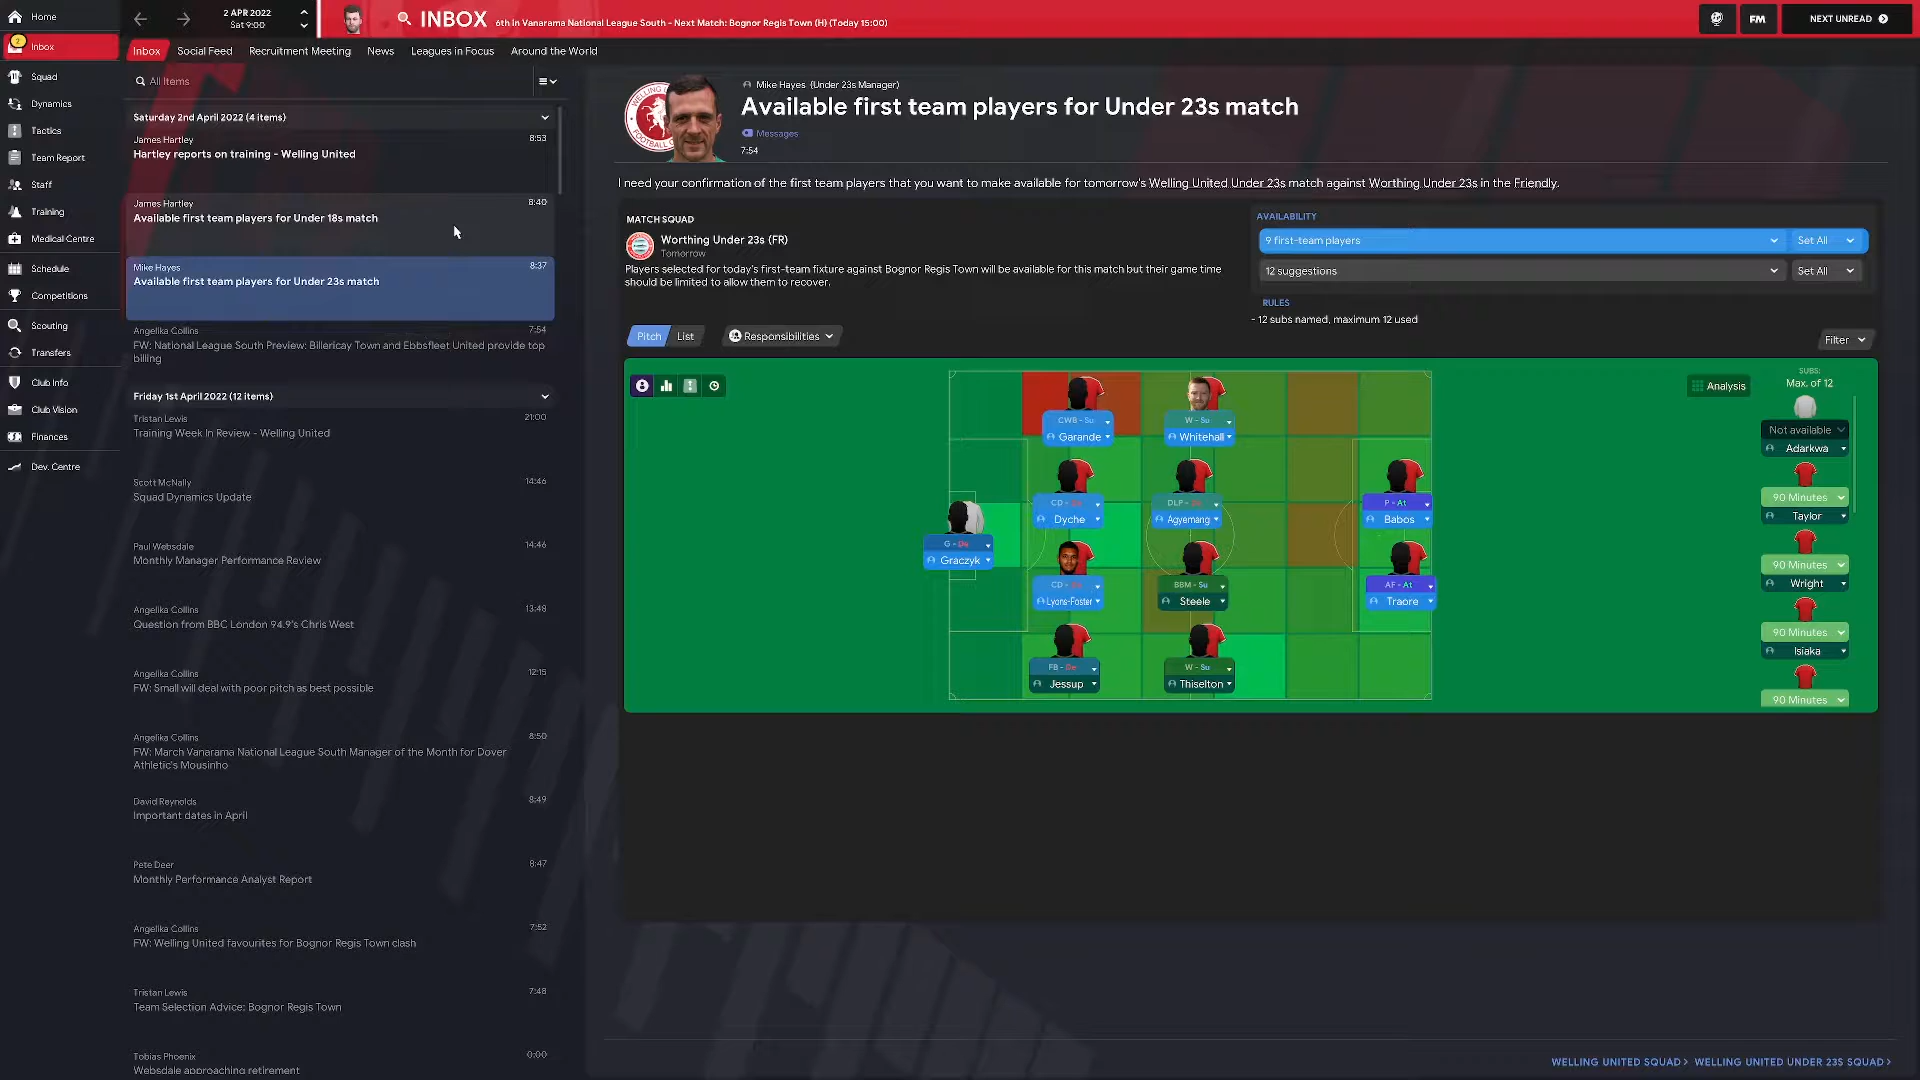 Home
2 APR 2022
Sat 9:00
INBOX
6th in Vanarama National League South - Next Match: Bognor Regis Town (H) (Today 15:00)
FM
NEXT UNREAD
2
Inbox
Squad
Dynamics
Tactics
Team Report
Staff
Training
Medical Centre
Schedule
Competitions
Scouting
Transfers
Club Info
Club Vision
Finances
Dev. Centre
Inbox
Social Feed
Recruitment Meeting
News
Leagues in Focus
Around the World
All Items
Saturday 2nd April 2022 (4 items)
James Hartley
8:53
Hartley reports on training - Welling United
James Hartley
8:40
Available first team players for Under 18s match
Mike Hayes
8:37
Available first team players for Under 23s match
Angelika Collins
7:54
FW: National League South Preview: Billericay Town and Ebbsfleet United provide top
billing
Friday 1st April 2022 (12 items)
Tristan Lewis
21:00
Training Week In Review - Welling United
Scott McNally
14:46
Squad Dynamics Update
Paul Websdale
14:46
Monthly Manager Performance Review
Angelika Collins
13:48
Question from BBC London 94.9's Chris West
Angelika Collins
12:15
FW: Small will deal with poor pitch as best possible
Angelika Collins
8:50
FW: March Vanarama National League South Manager of the Month for Dover
Athletic's Mousinho
David Reynolds
8:49
Important dates in April
Pete Deer
8:47
Monthly Performance Analyst Report
Angelika Collins
7:52
FW: Welling United favourites for Bognor Regis Town clash
Tristan Lewis
7:48
Team Selection Advice: Bognor Regis Town
Tobias Phoenix
0:00
Websdale approaching retirement
Mike Hayes (Under 23s Manager)
Available first team players for Under 23s match
Messages
7:54
I need your confirmation of the first team players that you want to make available for tomorrow's Welling United Under 23s match against Worthing Under 23s in the Friendly.
MATCH SQUAD
Worthing Under 23s (FR)
Tomorrow
Players selected for today's first-team fixture against Bognor Regis Town will be available for this match but their game time
should be limited to allow them to recover.
AVAILABILITY
9 first-team players
Set All
12 suggestions
Set All
RULES
- 12 subs named, maximum 12 used
Pitch
List
Responsibilities
Filter
Analysis
SUBS:
Max. of 12
CWB - Su
Garande
W - Su
Whitehall
CD - De
Dyche
DLP - De
Agyemang
P - At
Babos
G - De
Graczyk
CD - De
Lyons-Foster
BBM - Su
Steele
AF - At
Traore
FB - De
Jessup
W - Su
Thiselton
Not available
Adarkwa
90 Minutes
Taylor
90 Minutes
Wright
90 Minutes
Isiaka
90 Minutes
WELLING UNITED SQUAD >
WELLING UNITED UNDER 23S SQUAD >